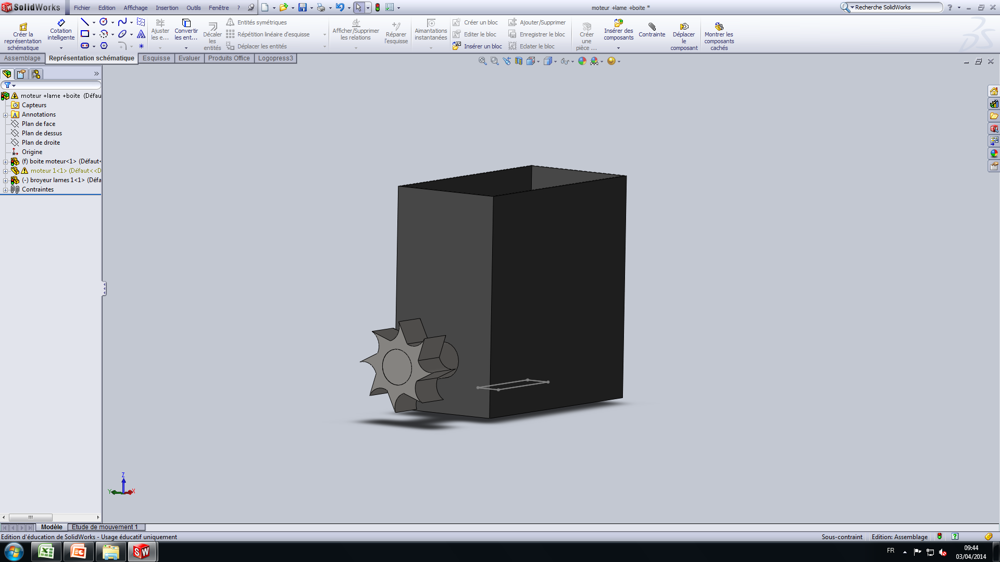 SolidWorks
Fichier Edition Affichage Insertion Outils Fenêtre ?
moteur +lame +boite *
Recherche SolidWorks
Créer la représentation schématique
Cotation intelligente
Ajuster les e...
Convertir les ent...
Décaler les entités
Entités symétriques
Répétition linéaire d'esquisse
Déplacer les entités
Afficher/Supprimer les relations
Réparer l'esquisse
Aimantations instantanées
Créer un bloc
Editer le bloc
Insérer un bloc
Ajouter/Supprimer
Enregistrer le bloc
Eclater le bloc
Créer une pièce ...
Insérer des composants
Contrainte
Déplacer le composant
Montrer les composants cachés
Assemblage Représentation schématique Esquisse Evaluer Produits Office Logopress3
moteur +lame +boite (Défau
Capteurs
Annotations
Plan de face
Plan de dessus
Plan de droite
Origine
(f) boite moteur<1> (Défaut<
moteur 1<1> (Défaut<<D
(-) broyeur lames 1<1> (Défa
Contraintes
Z
Y X
Modèle Etude de mouvement 1
Edition d'éducation de SolidWorks - Usage éducatif uniquement
Sous-contraint Edition: Assemblage
FR
09:44
03/04/2014